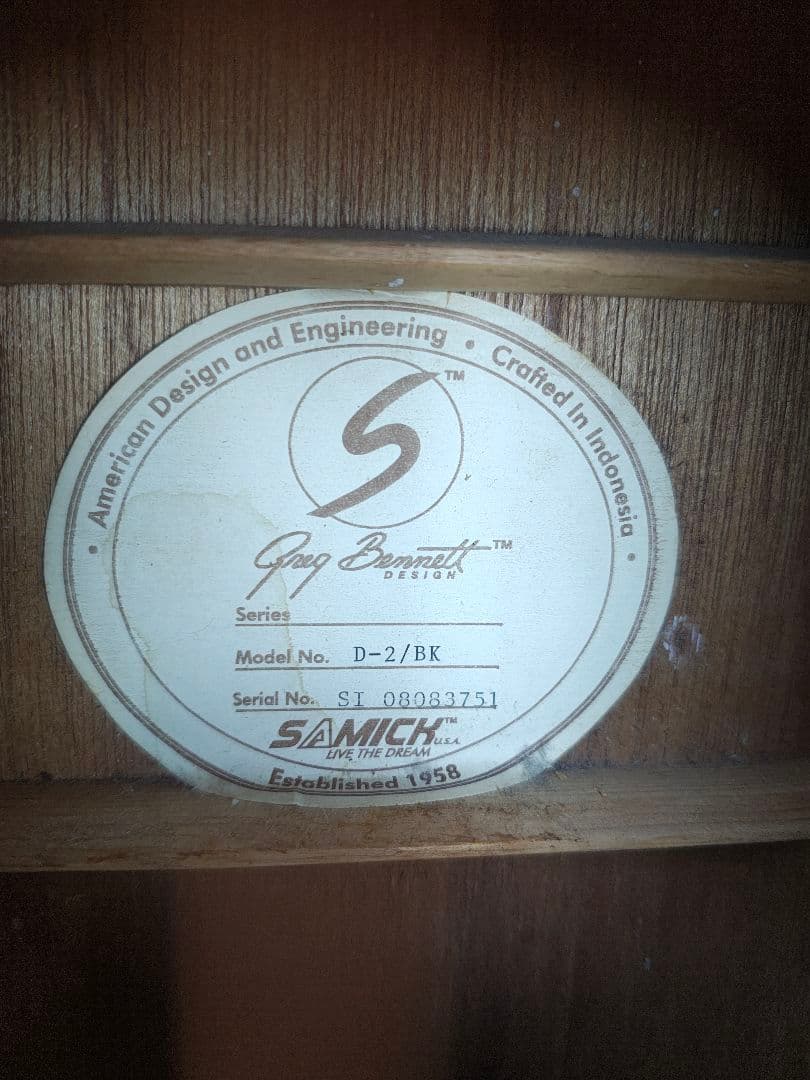 • American Design and Engineering • Crafted In Indonesia •
S™
Greg Bennett™
DESIGN
Series
Model No. D-2/BK
Serial No. SI 08083751
SAMICK™ U.S.A.
LIVE THE DREAM
Established 1958